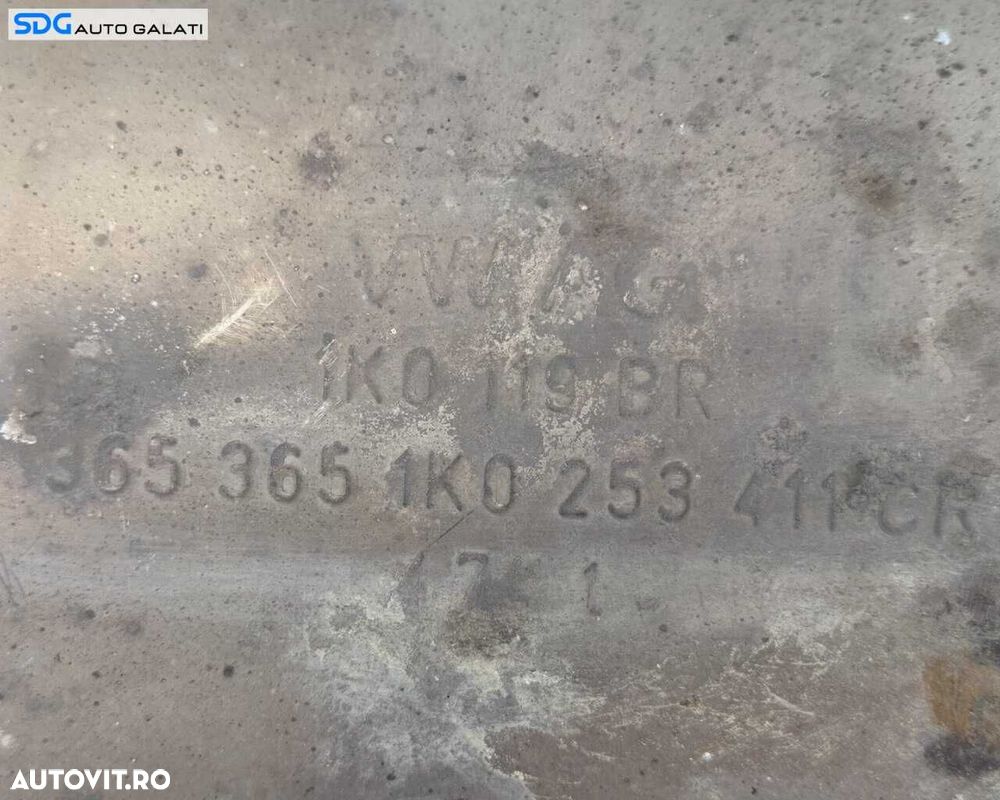 SDG AUTO GALATI
VW AG
1K0 119 BR
365 365 1K0 253 411 CR
AUTOVIT.RO